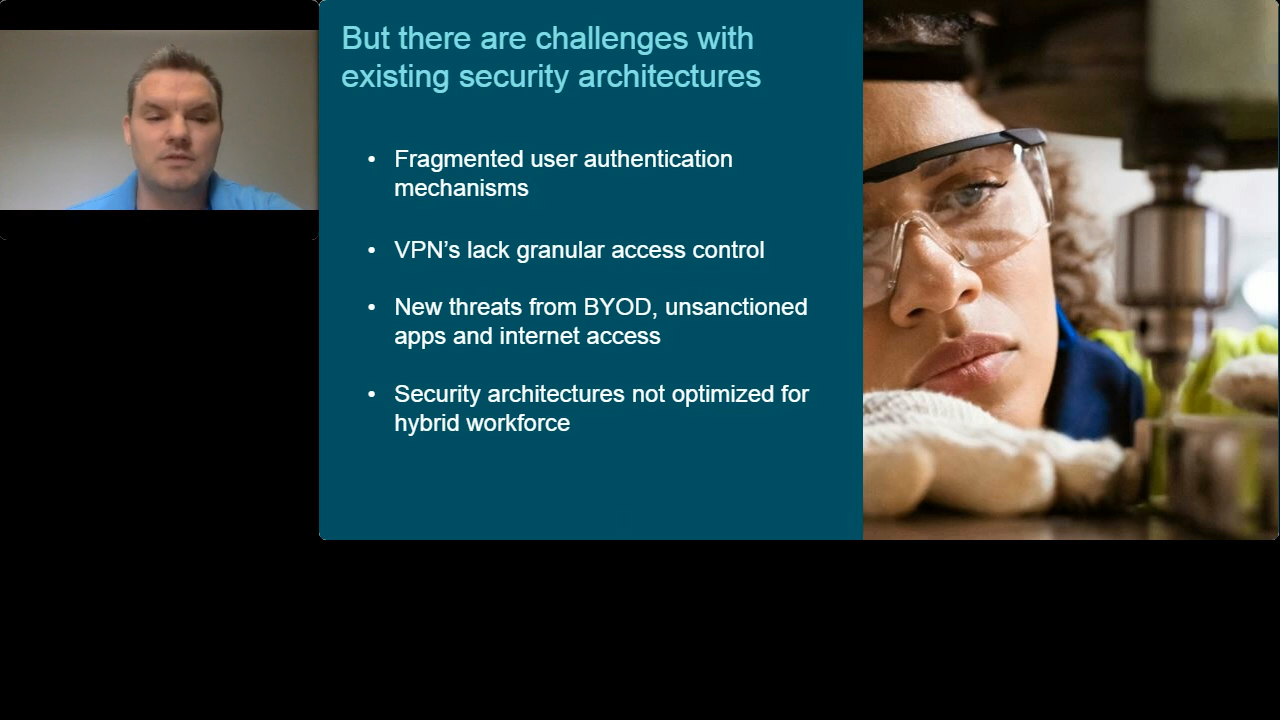 But there are challenges with
existing security architectures
• Fragmented user authentication
mechanisms
• VPN’s lack granular access control
• New threats from BYOD, unsanctioned
apps and internet access
• Security architectures not optimized for
hybrid workforce